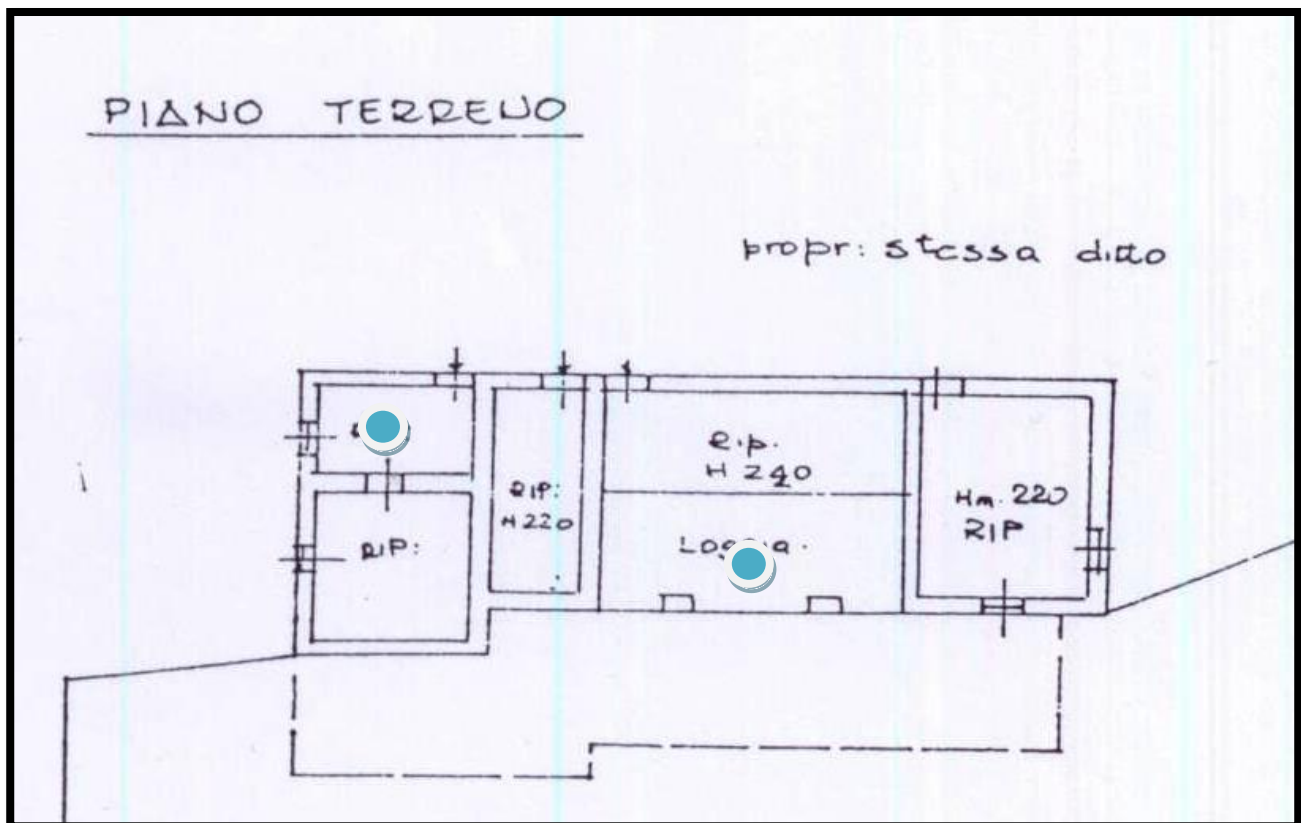 PIANO TERRENO
propr: stessa ditta
R.p.
H 240
RIP:
H 220
Hm. 220
RIP
RIP: